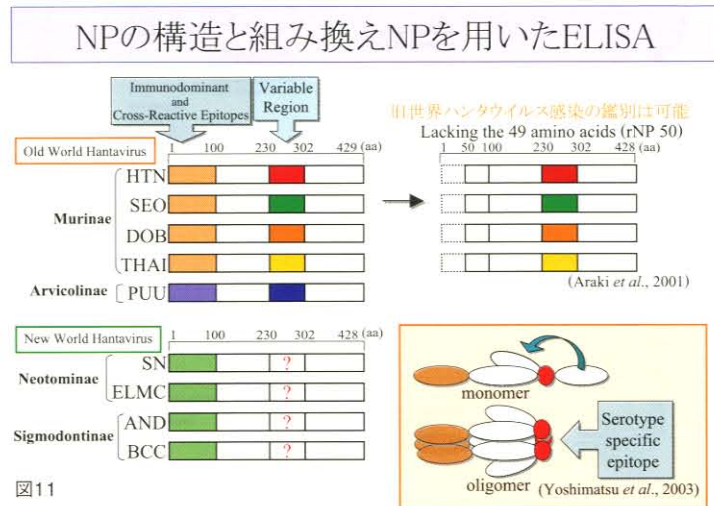 NPの構造と組み換えNPを用いたELISA
Immunodominant
and
Cross-Reactive Epitopes
Variable
Region
旧世界ハンタウイルス感染の鑑別は可能
Lacking the 49 amino acids (rNP 50)
Old World Hantavirus
1 100 230 302 429 (aa)
1 50 100 230 302 428 (aa)
Murinae
HTN
SEO
DOB
THAI
(Araki et al., 2001)
Arvicolinae
PUU
New World Hantavirus
1 100 230 302 428 (aa)
Neotominae
SN ?
ELMC ?
Sigmodontinae
AND ?
BCC ?
monomer
Serotype
specific
epitope
oligomer
(Yoshimatsu et al., 2003)
図11